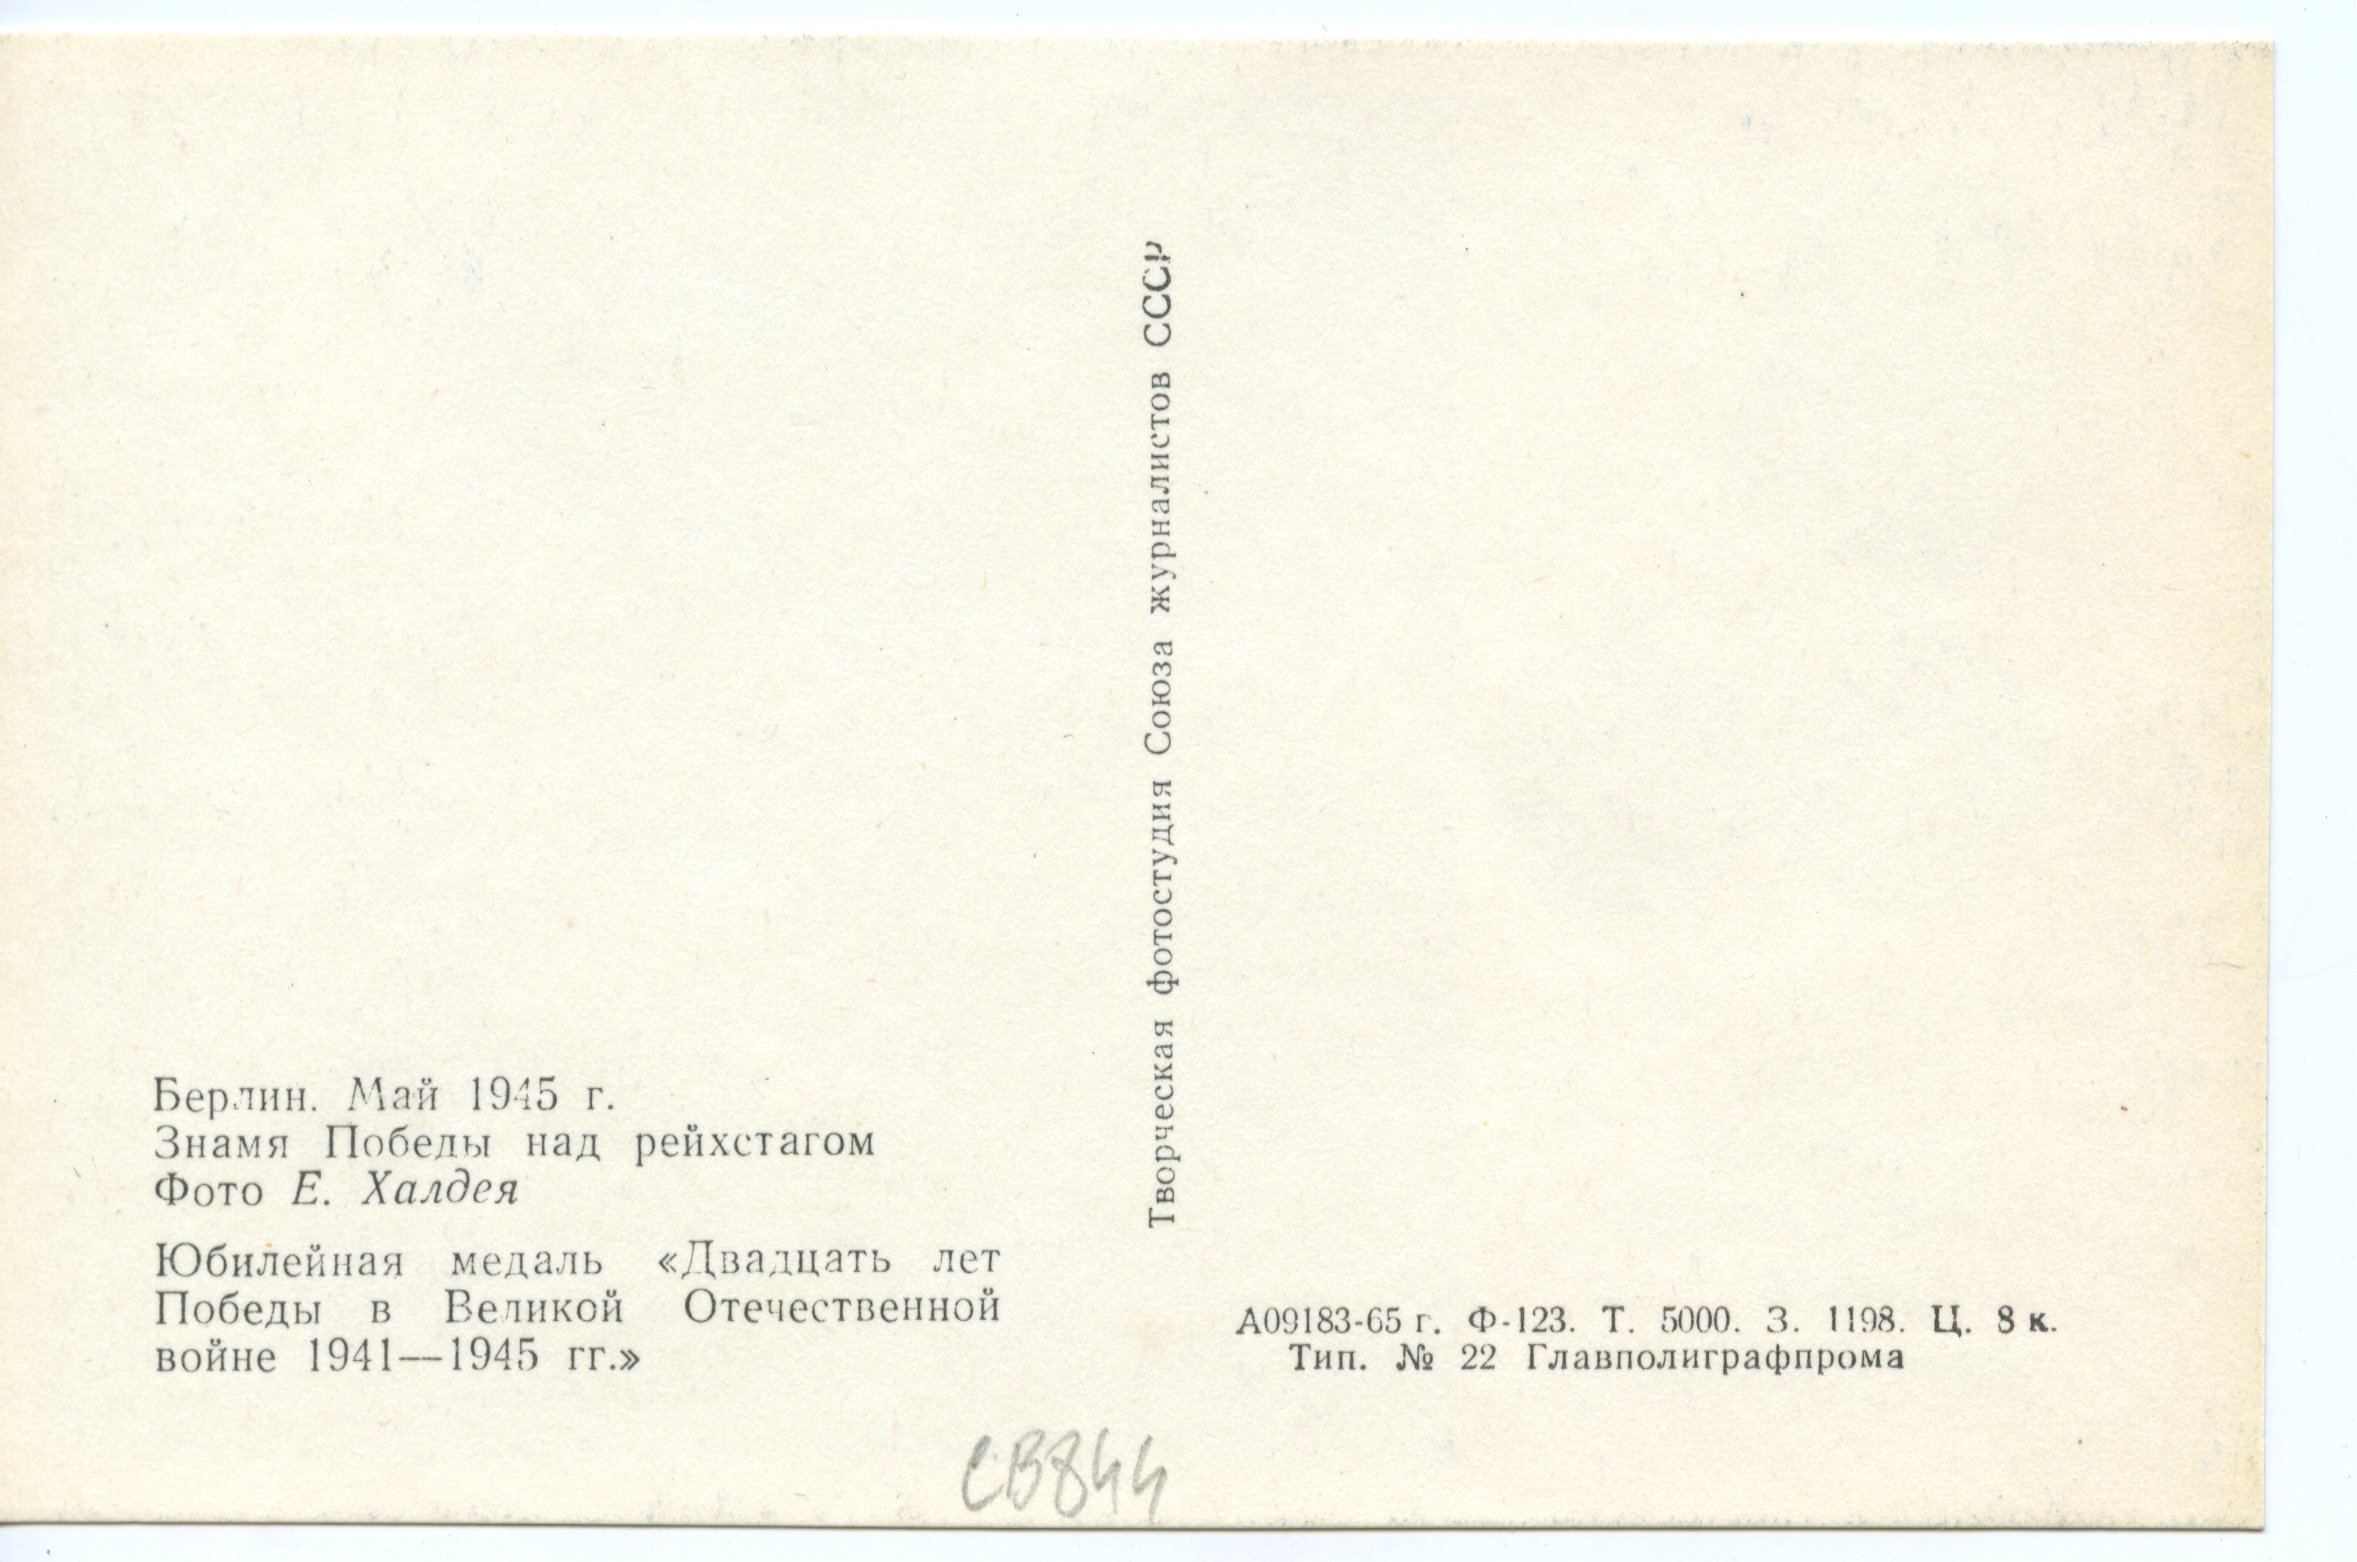 Берлин. Май 1945 г.
Знамя Победы над рейхстагом
Фото Е. Халдея
Юбилейная медаль «Двадцать лет
Победы в Великой Отечественной
войне 1941—1945 гг.»
Творческая фотостудия Союза журналистов СССР
А09183-65 г. Ф-123. Т. 5000. З. 1198. Ц. 8 к.
Тип. № 22 Главполиграфпрома
СВ844